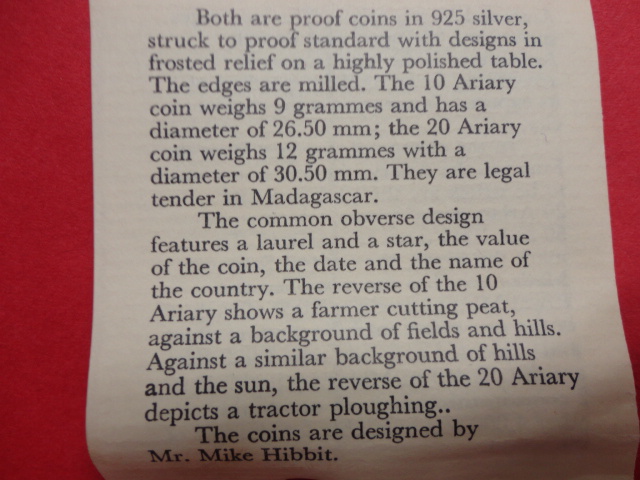 Both are proof coins in 925 silver,
struck to proof standard with designs in
frosted relief on a highly polished table.
The edges are milled. The 10 Ariary
coin weighs 9 grammes and has a
diameter of 26.50 mm; the 20 Ariary
coin weighs 12 grammes with a
diameter of 30.50 mm. They are legal
tender in Madagascar.
The common obverse design
features a laurel and a star, the value
of the coin, the date and the name of
the country. The reverse of the 10
Ariary shows a farmer cutting peat,
against a background of fields and hills.
Against a similar background of hills
and the sun, the reverse of the 20 Ariary
depicts a tractor ploughing..
The coins are designed by
Mr. Mike Hibbit.